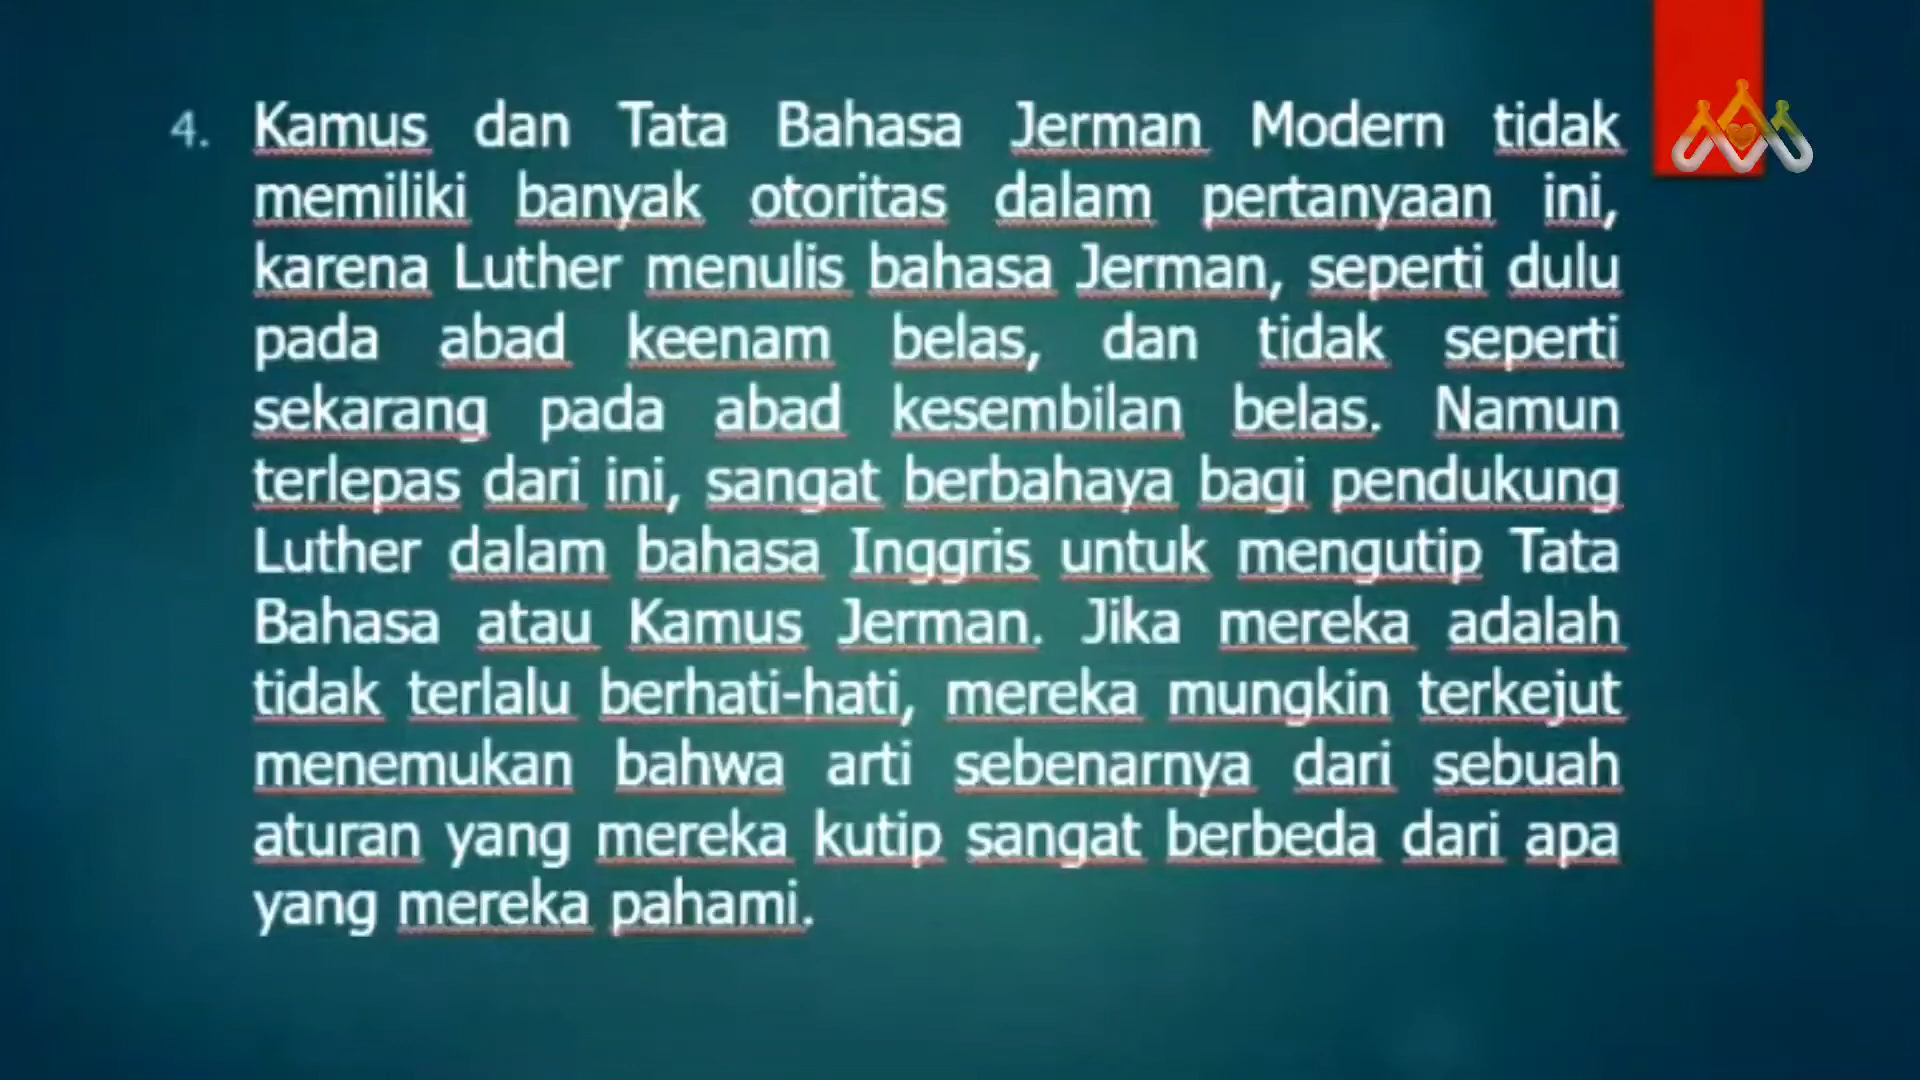 4. Kamus dan Tata Bahasa Jerman Modern tidak
memiliki banyak otoritas dalam pertanyaan ini,
karena Luther menulis bahasa Jerman, seperti dulu
pada abad keenam belas, dan tidak seperti
sekarang pada abad kesembilan belas. Namun
terlepas dari ini, sangat berbahaya bagi pendukung
Luther dalam bahasa Inggris untuk mengutip Tata
Bahasa atau Kamus Jerman. Jika mereka adalah
tidak terlalu berhati-hati, mereka mungkin terkejut
menemukan bahwa arti sebenarnya dari sebuah
aturan yang mereka kutip sangat berbeda dari apa
yang mereka pahami.